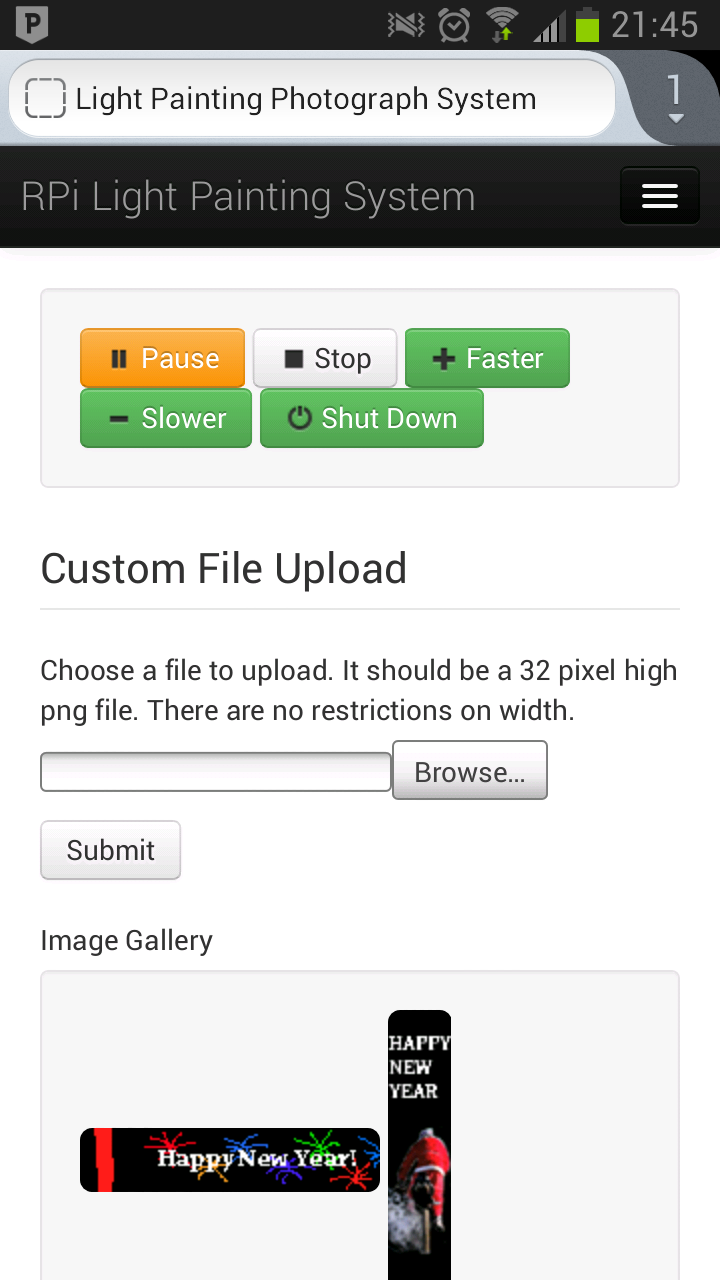 21:45
Light Painting Photograph System
1
RPi Light Painting System
Pause
Stop
Faster
Slower
Shut Down
Custom File Upload
Choose a file to upload. It should be a 32 pixel high
png file. There are no restrictions on width.
Browse...
Submit
Image Gallery
HAPPY
NEW
YEAR
Happy New Year!